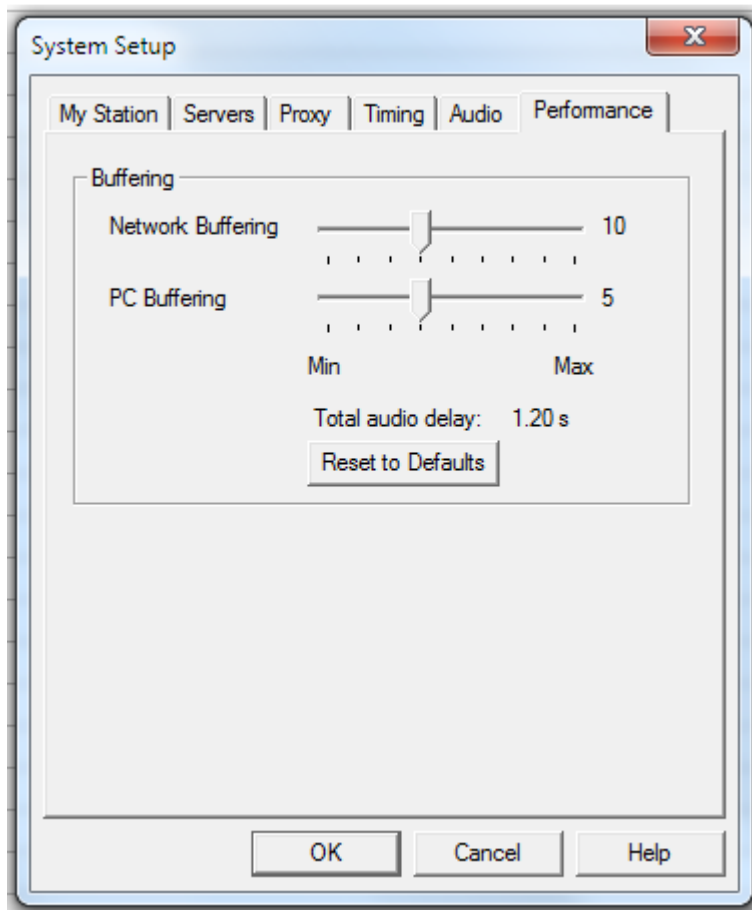 System Setup
My Station Servers Proxy Timing Audio Performance
Buffering
Network Buffering 10
PC Buffering 5
Min Max
Total audio delay: 1.20 s
Reset to Defaults
OK Cancel Help